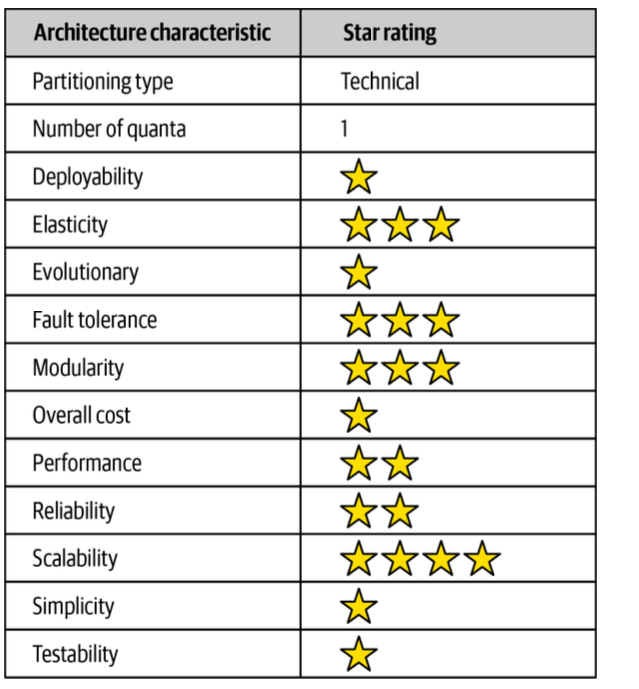 Architecture characteristic Star rating
Partitioning type Technical
Number of quanta 1
Deployability
Elasticity
Evolutionary
Fault tolerance
Modularity
Overall cost
Performance
Reliability
Scalability
Simplicity
Testability